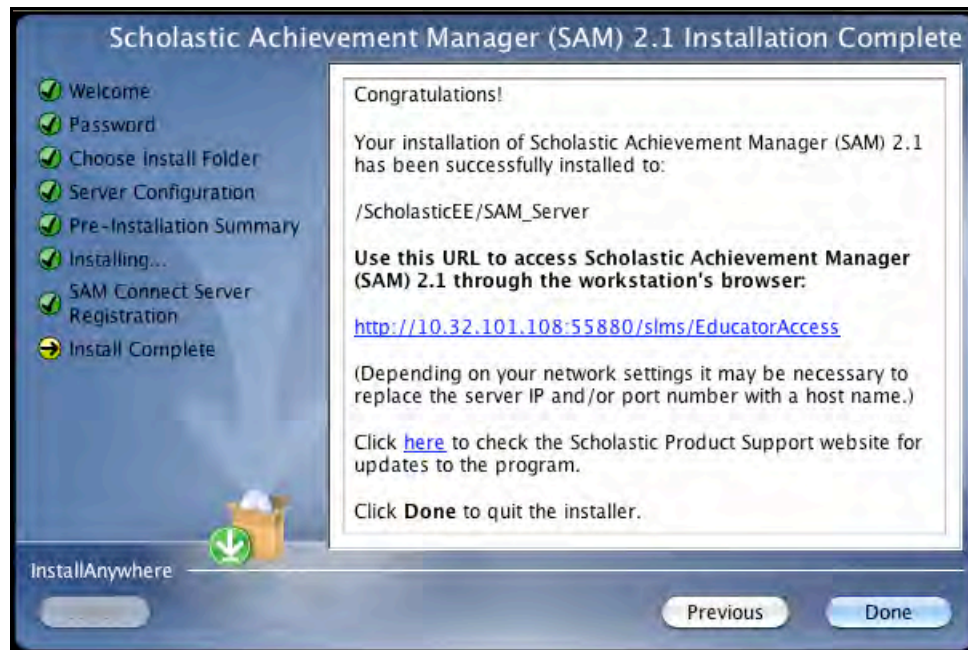 Scholastic Achievement Manager (SAM) 2.1 Installation Complete
Welcome
Password
Choose Install Folder
Server Configuration
Pre-Installation Summary
Installing...
SAM Connect Server
Registration
Install Complete
Congratulations!
Your installation of Scholastic Achievement Manager (SAM) 2.1
has been successfully installed to:
/ScholasticEE/SAM_Server
Use this URL to access Scholastic Achievement Manager
(SAM) 2.1 through the workstation's browser:
http://10.32.101.108:55880/slms/EducatorAccess
(Depending on your network settings it may be necessary to
replace the server IP and/or port number with a host name.)
Click here to check the Scholastic Product Support website for
updates to the program.
Click Done to quit the installer.
InstallAnywhere
Previous
Done